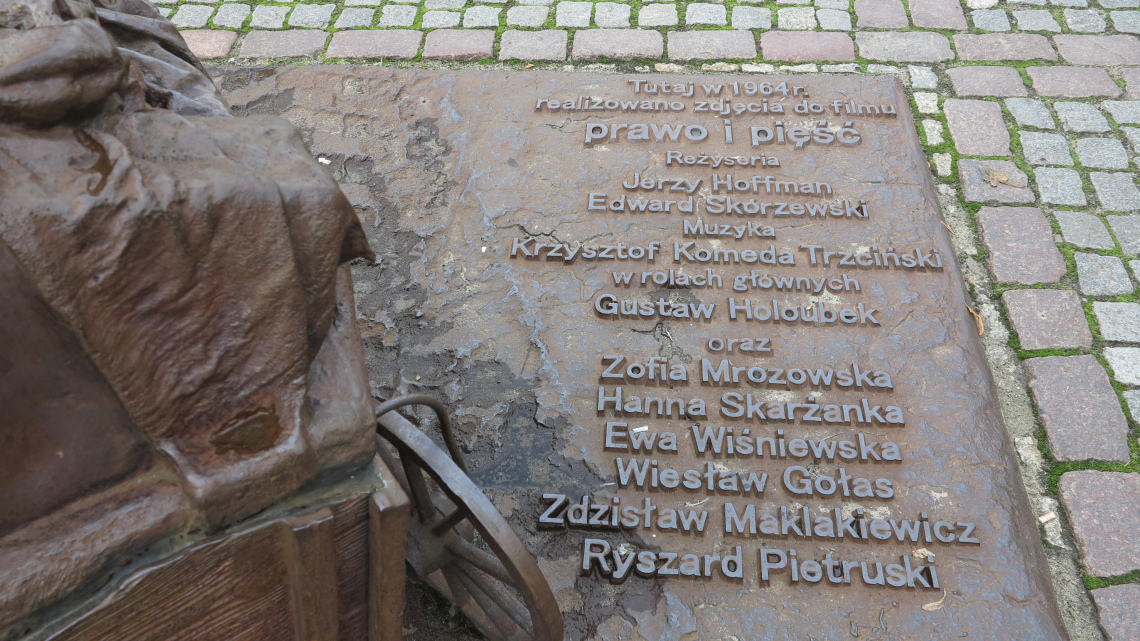 Tutaj w 1964 r.
realizowano zdjęcia do filmu
prawo i pięść
Reżyseria
Jerzy Hoffman
Edward Skórzewski
Muzyka
Krzysztof Komeda Trzciński
w rolach głównych
Gustaw Holoubek
oraz
Zofia Mrozowska
Hanna Skarżanka
Ewa Wiśniewska
Wiesław Gołas
Zdzisław Maklakiewicz
Ryszard Pietruski